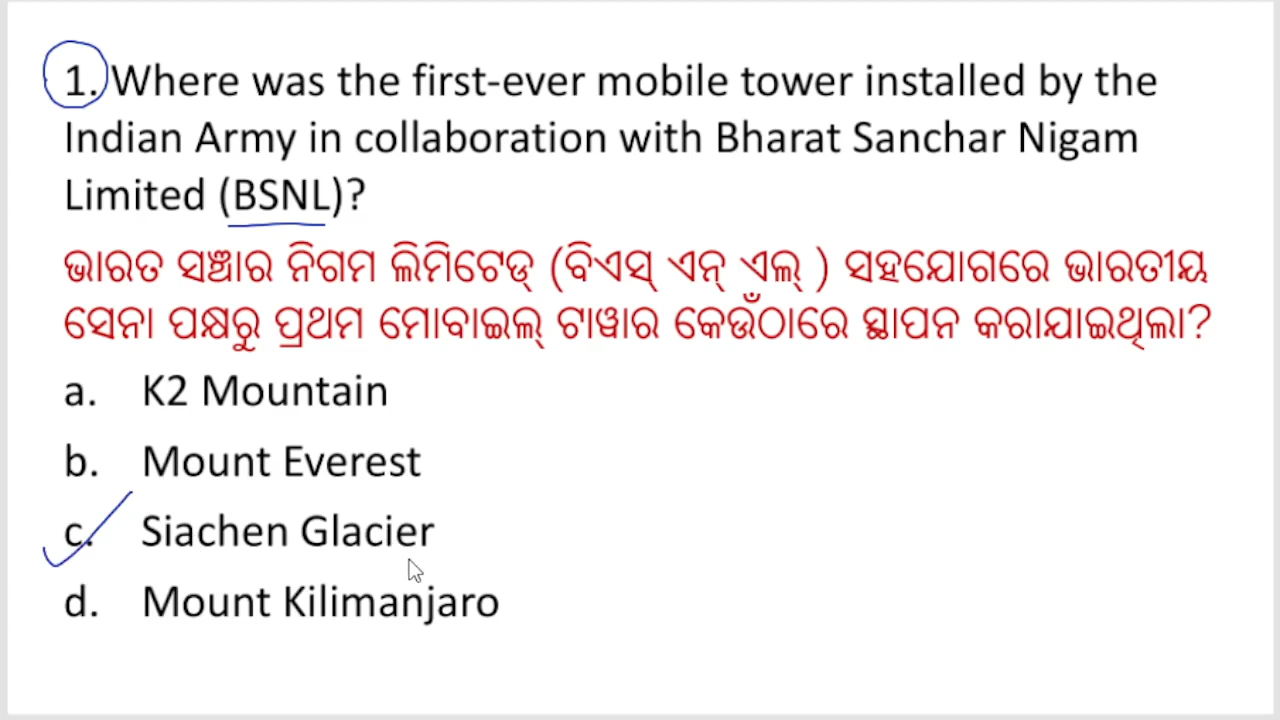 1. Where was the first-ever mobile tower installed by the
Indian Army in collaboration with Bharat Sanchar Nigam
Limited (BSNL)?
ଭାରତ ସଞ୍ଚାର ନିଗମ ଲିମିଟେଡ୍ (ବିଏସ୍ ଏନ୍ ଏଲ୍ ) ସହଯୋଗରେ ଭାରତୀୟ
ସେନା ପକ୍ଷରୁ ପ୍ରଥମ ମୋବାଇଲ୍ ଟାୱାର କେଉଁଠାରେ ସ୍ଥାପନ କରାଯାଇଥିଲା?
a. K2 Mountain
b. Mount Everest
c. Siachen Glacier
d. Mount Kilimanjaro